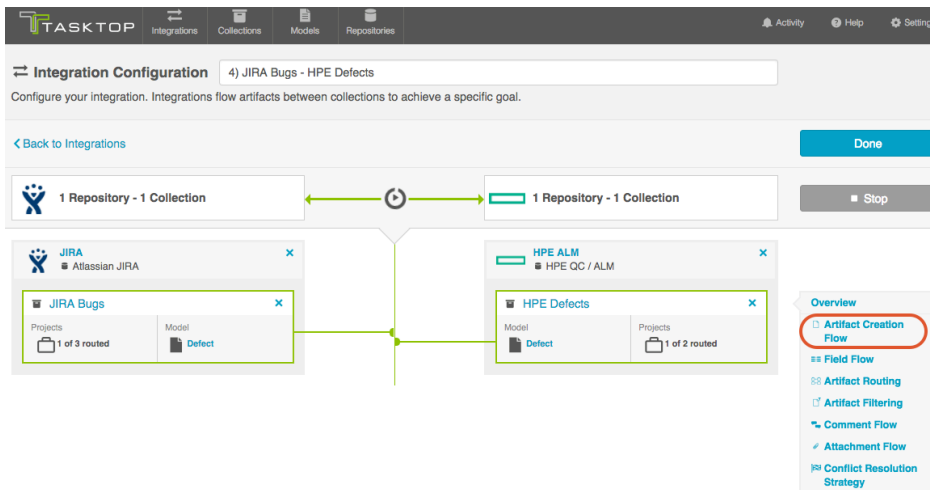 TASKTOP
Integrations
Collections
Models
Repositories
Activity
Help
Setting
Integration Configuration
4) JIRA Bugs - HPE Defects
Configure your integration. Integrations flow artifacts between collections to achieve a specific goal.
Back to Integrations
Done
1 Repository - 1 Collection
1 Repository - 1 Collection
Stop
JIRA
Atlassian JIRA
HPE ALM
HPE QC / ALM
JIRA Bugs
Projects
1 of 3 routed
Model
Defect
HPE Defects
Model
Defect
Projects
1 of 2 routed
Overview
Artifact Creation
Flow
Field Flow
Artifact Routing
Artifact Filtering
Comment Flow
Attachment Flow
Conflict Resolution
Strategy